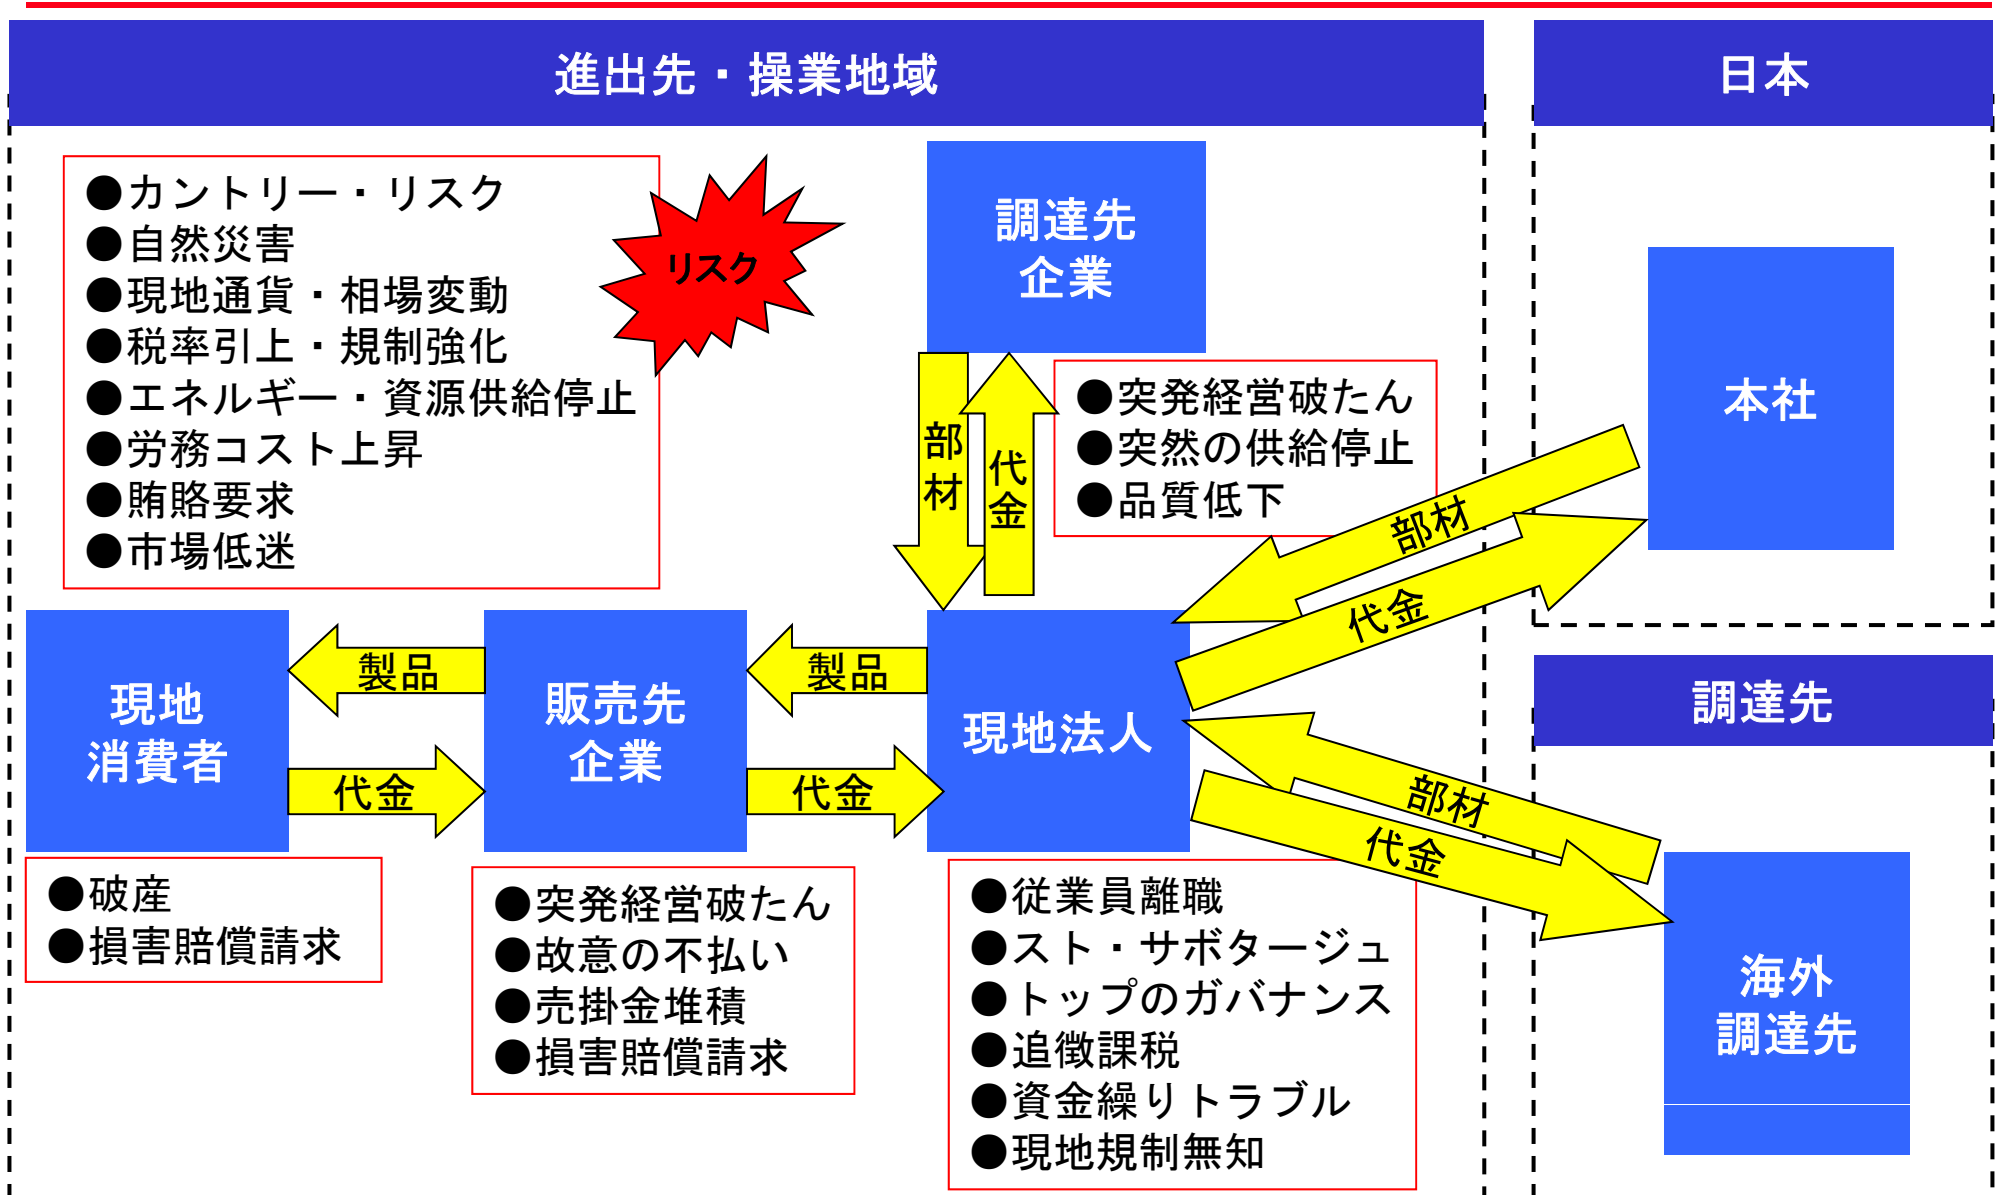 進出先・操業地域
日本
●カントリー・リスク
●自然災害
●現地通貨・相場変動
●税率引上・規制強化
●エネルギー・資源供給停止
●労務コスト上昇
●賄賂要求
●市場低迷
リスク
調達先
企業
部材
代金
●突発経営破たん
●突然の供給停止
●品質低下
本社
部材
代金
現地
消費者
製品
代金
販売先
企業
製品
代金
現地法人
調達先
部材
代金
海外
調達先
●破産
●損害賠償請求
●突発経営破たん
●故意の不払い
●売掛金堆積
●損害賠償請求
●従業員離職
●スト・サボタージュ
●トップのガバナンス
●追徴課税
●資金繰りトラブル
●現地規制無知